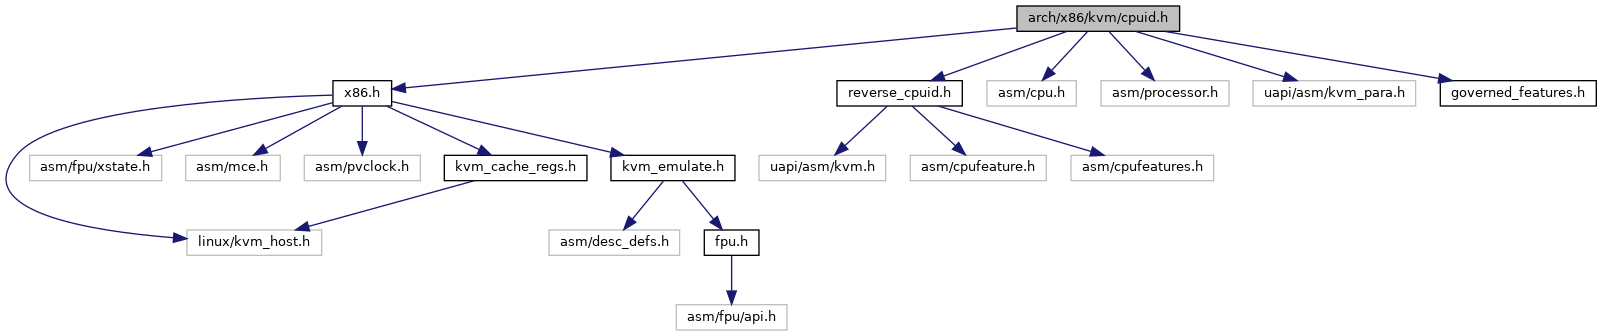 arch/x86/kvm/cpuid.h
x86.h
reverse_cpuid.h
asm/cpu.h
asm/processor.h
uapi/asm/kvm_para.h
governed_features.h
asm/fpu/xstate.h
asm/mce.h
asm/pvclock.h
kvm_cache_regs.h
kvm_emulate.h
uapi/asm/kvm.h
asm/cpufeature.h
asm/cpufeatures.h
linux/kvm_host.h
asm/desc_defs.h
fpu.h
asm/fpu/api.h